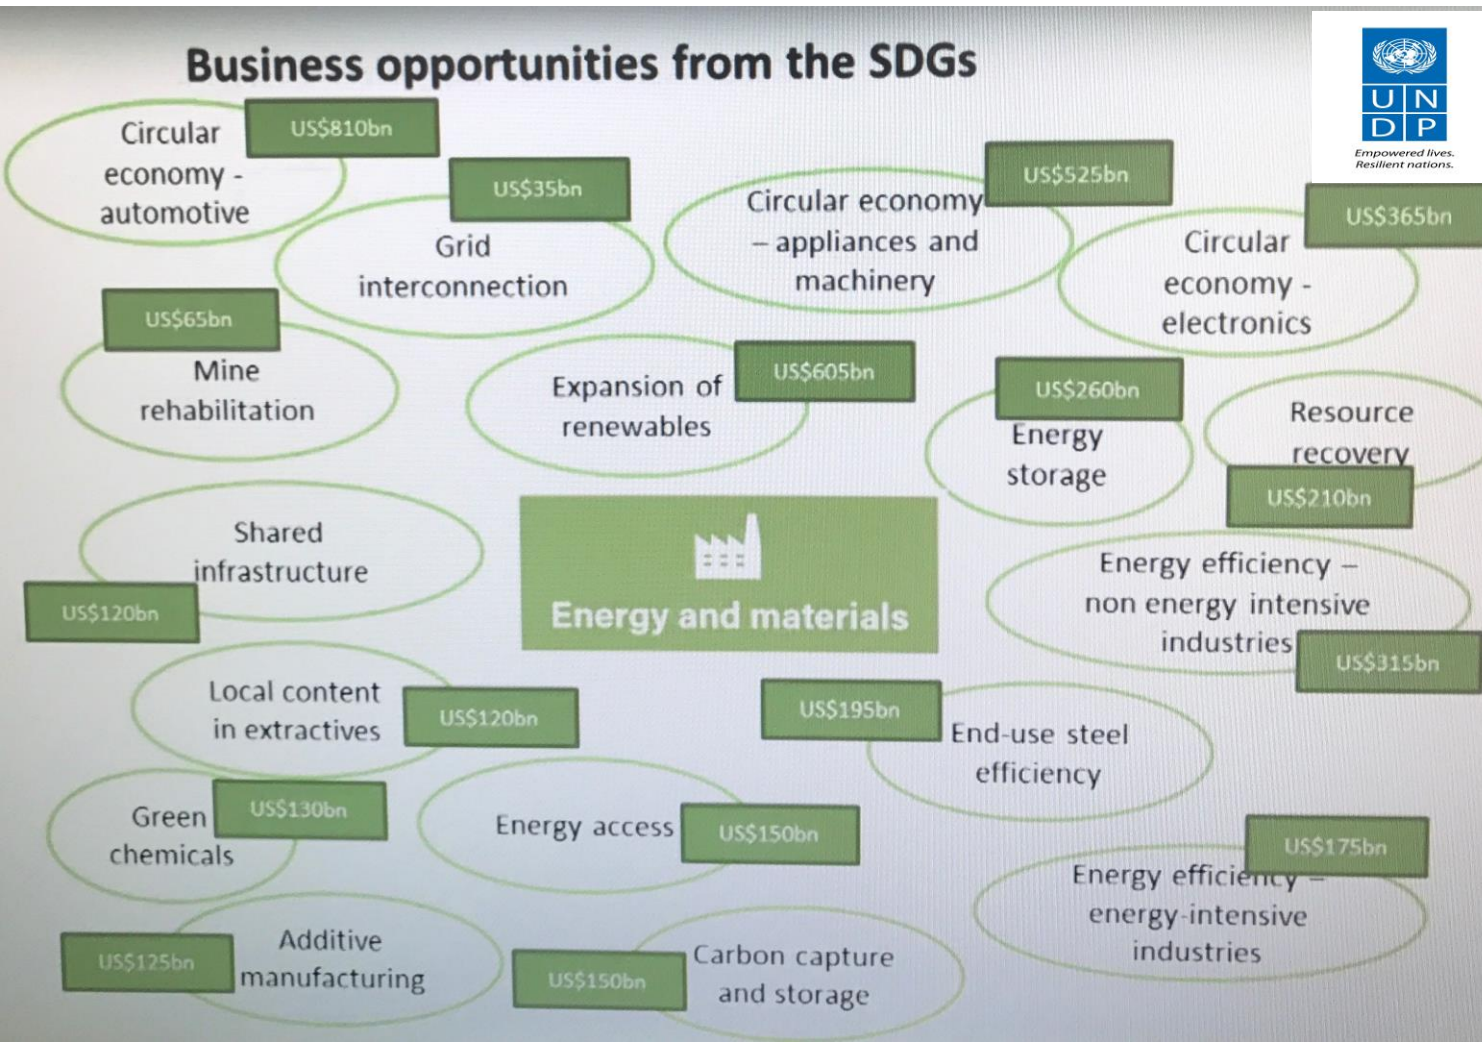 Business opportunities from the SDGs
U N
D P
Empowered lives.
Resilient nations.
Circular
economy -
automotive
US$810bn
US$35bn
Grid
interconnection
Circular economy
– appliances and
machinery
US$525bn
US$365bn
Circular
economy -
electronics
US$65bn
Mine
rehabilitation
Expansion of
renewables
US$605bn
US$260bn
Energy
storage
Resource
recovery
US$210bn
Shared
infrastructure
US$120bn
Energy and materials
Energy efficiency –
non energy intensive
industries
US$315bn
Local content
in extractives
US$120bn
US$195bn
End-use steel
efficiency
Green
chemicals
US$130bn
Energy access
US$150bn
US$175bn
Energy efficiency –
energy-intensive
industries
US$125bn
Additive
manufacturing
US$150bn
Carbon capture
and storage